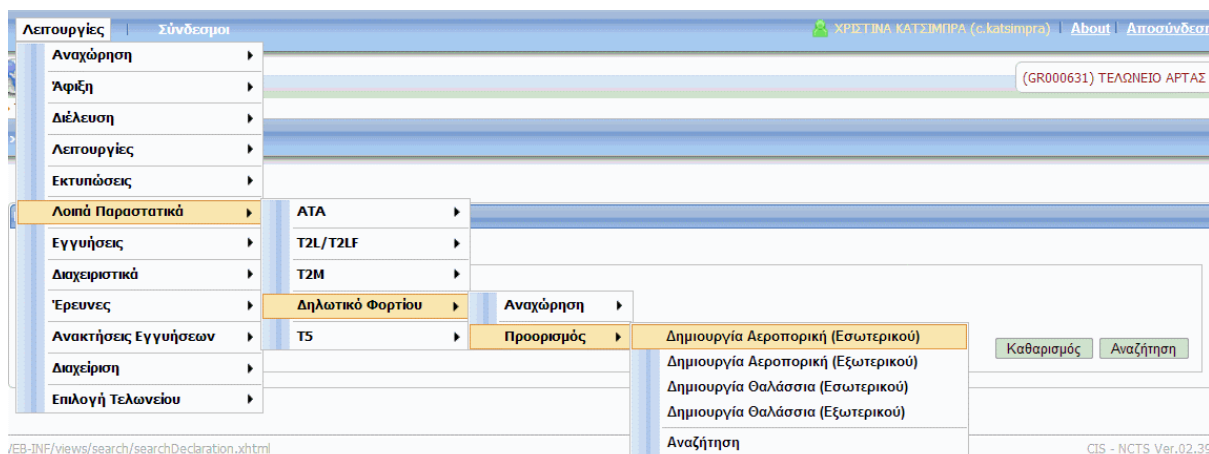 Λειτουργίες | Σύνδεσμοι ΧΡΙΣΤΙΝΑ ΚΑΤΣΙΜΠΡΑ (c.katsimpra) | About | Αποσύνδεση
(GR000631) ΤΕΛΩΝΕΙΟ ΑΡΤΑΣ
Αναχώρηση
Άφιξη
Διέλευση
Λειτουργίες
Εκτυπώσεις
Λοιπά Παραστατικά
Εγγυήσεις
Διαχειριστικά
Έρευνες
Ανακτήσεις Εγγυήσεων
Διαχείριση
Επιλογή Τελωνείου
ATA
T2L/T2LF
T2M
Δηλωτικό Φορτίου
T5
Αναχώρηση
Προορισμός
Δημιουργία Αεροπορική (Εσωτερικού)
Δημιουργία Αεροπορική (Εξωτερικού)
Δημιουργία Θαλάσσια (Εσωτερικού)
Δημιουργία Θαλάσσια (Εξωτερικού)
Αναζήτηση
Καθαρισμός Αναζήτηση
/EB-INF/views/search/searchDeclaration.xhtml CIS - NCTS Ver.02.39